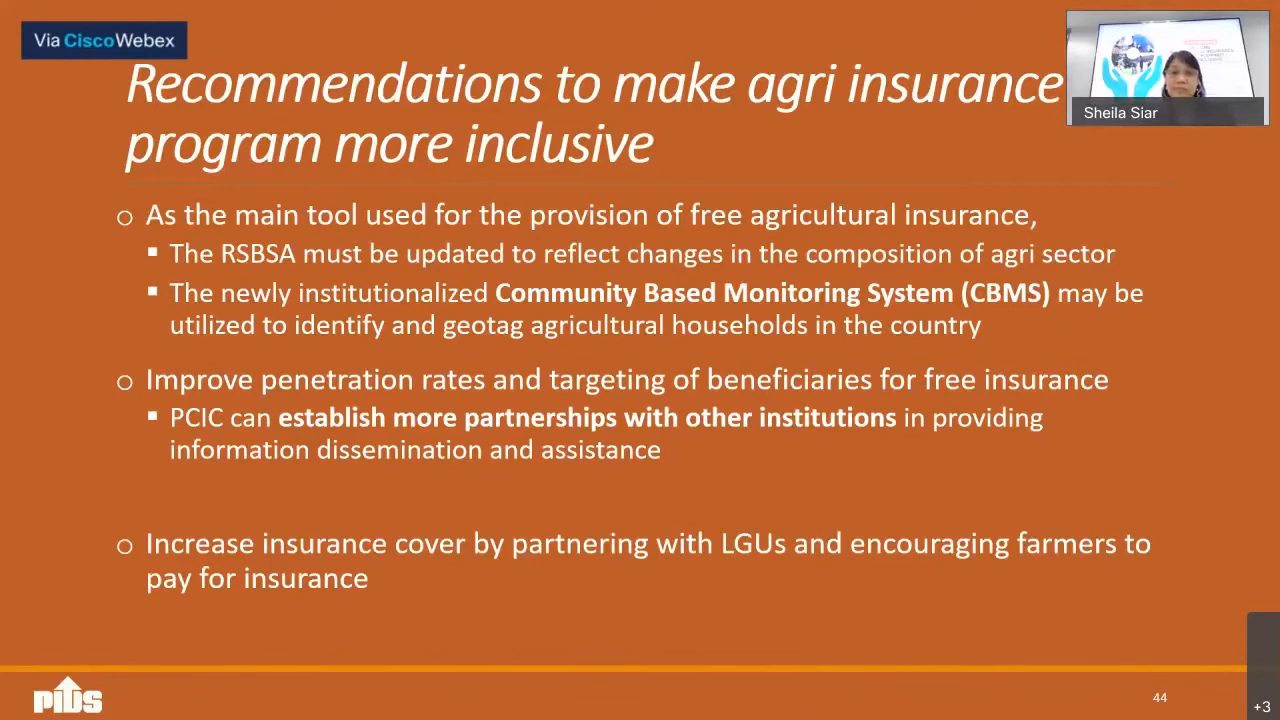 Via CiscoWebex
Recommendations to make agri insurance
program more inclusive
Sheila Siar
o As the main tool used for the provision of free agricultural insurance,
▪ The RSBSA must be updated to reflect changes in the composition of agri sector
▪ The newly institutionalized Community Based Monitoring System (CBMS) may be
utilized to identify and geotag agricultural households in the country
o Improve penetration rates and targeting of beneficiaries for free insurance
▪ PCIC can establish more partnerships with other institutions in providing
information dissemination and assistance
o Increase insurance cover by partnering with LGUs and encouraging farmers to
pay for insurance
PIDS
44
+3